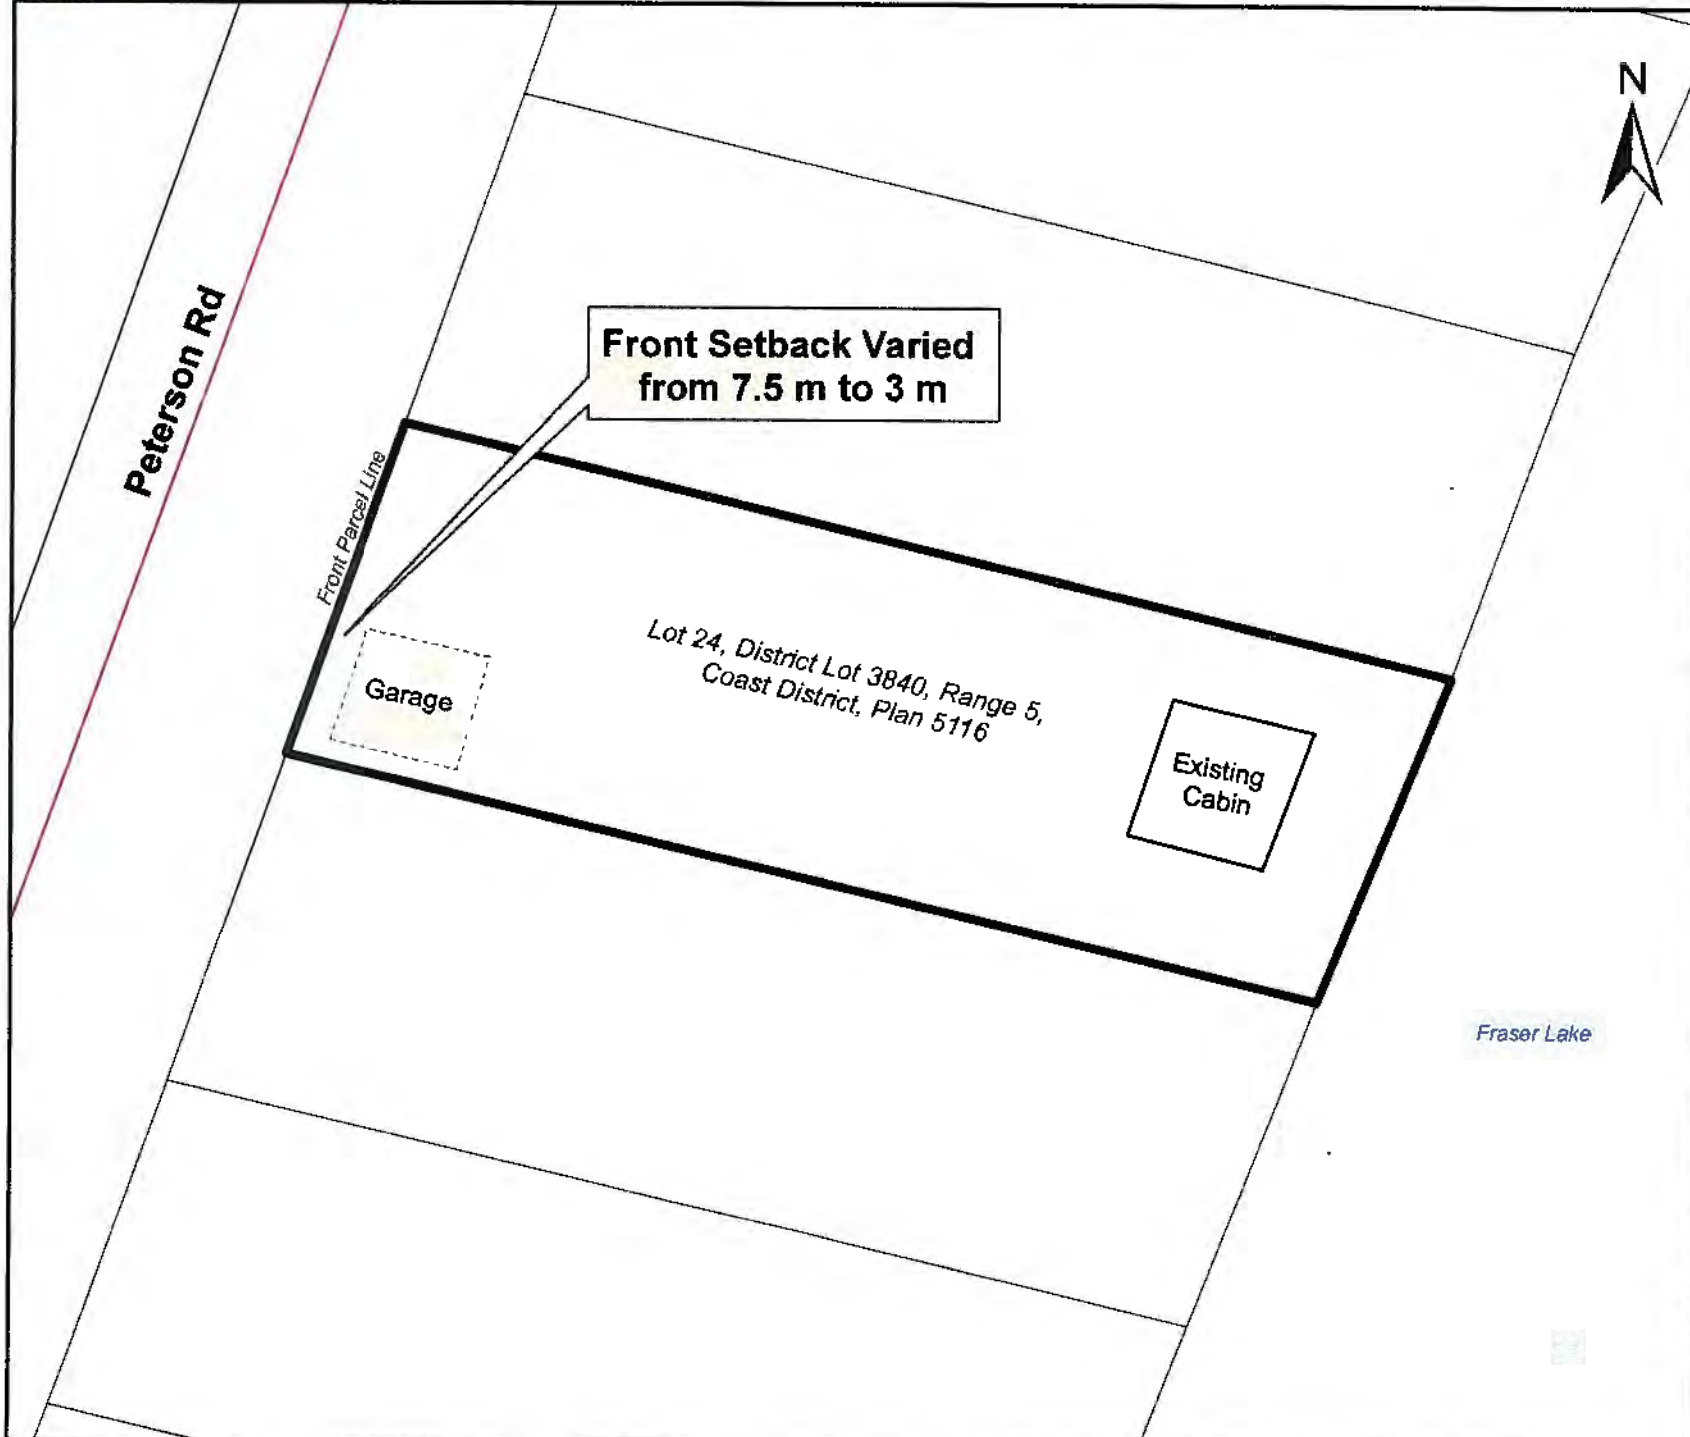 N
Peterson Rd
Front Setback Varied
from 7.5 m to 3 m
Front Parcel Line
Lot 24, District Lot 3840, Range 5,
Coast District, Plan 5116
Garage
Existing
Cabin
Fraser Lake